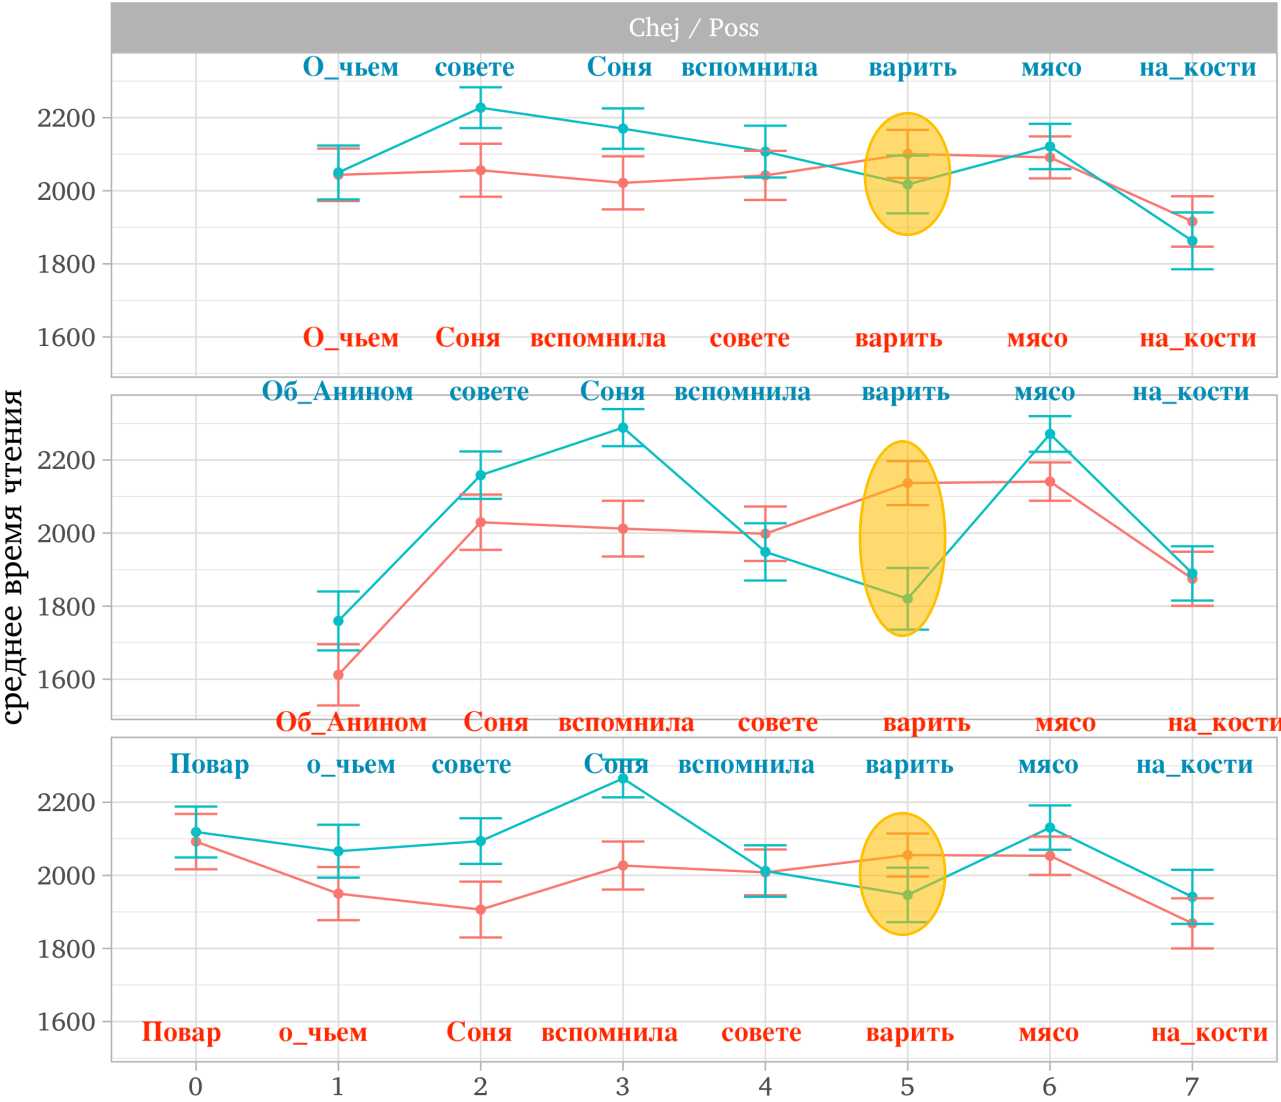 Chej / Poss
О_чьем совете Соня вспомнила варить мясо на_кости
2200
2000
1800
1600
О_чьем Соня вспомнила совете варить мясо на_кости
среднее время чтения
Об_Анином совете Соня вспомнила варить мясо на_кости
2200
2000
1800
1600
Об_Анином Соня вспомнила совете варить мясо на_кости
Повар о_чьем совете Соня вспомнила варить мясо на_кости
2200
2000
1800
1600
Повар о_чьем Соня вспомнила совете варить мясо на_кости
0 1 2 3 4 5 6 7